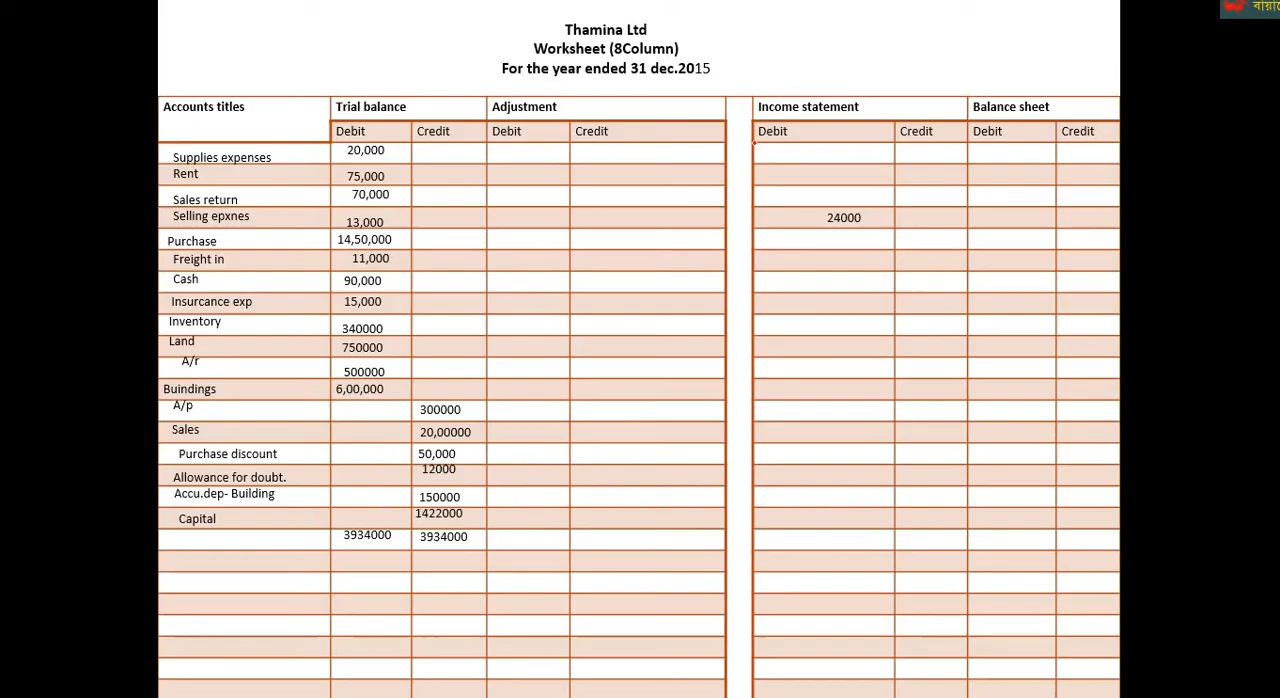 বায়াে
Thamina Ltd
Worksheet (8Column)
For the year ended 31 dec.2015
Accounts titles Trial balance Adjustment Income statement Balance sheet
Debit Credit Debit Credit Debit Credit Debit Credit
Supplies expenses 20,000
Rent 75,000
Sales return 70,000
Selling epxnes 13,000 24000
Purchase 14,50,000
Freight in 11,000
Cash 90,000
Insurcance exp 15,000
Inventory 340000
Land 750000
A/r 500000
Buindings 6,00,000
A/p 300000
Sales 20,00000
Purchase discount 50,000
Allowance for doubt. 12000
Accu.dep- Building 150000
Capital 1422000
3934000 3934000